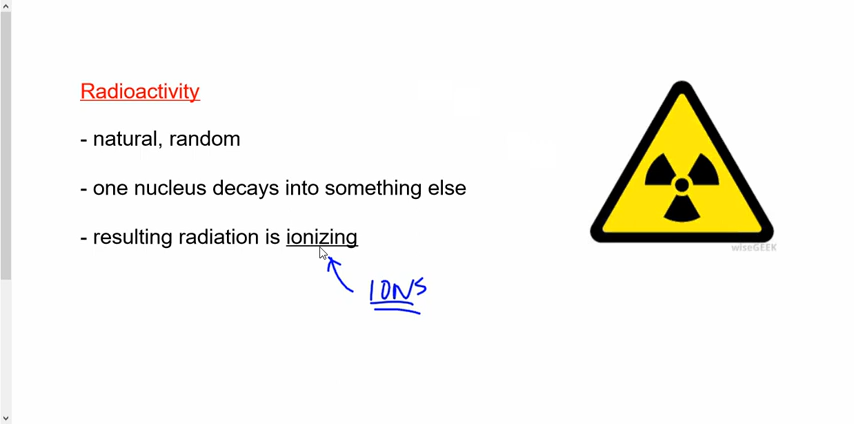 Radioactivity
- natural, random
- one nucleus decays into something else
- resulting radiation is ionizing
IONS
wiseGEEK